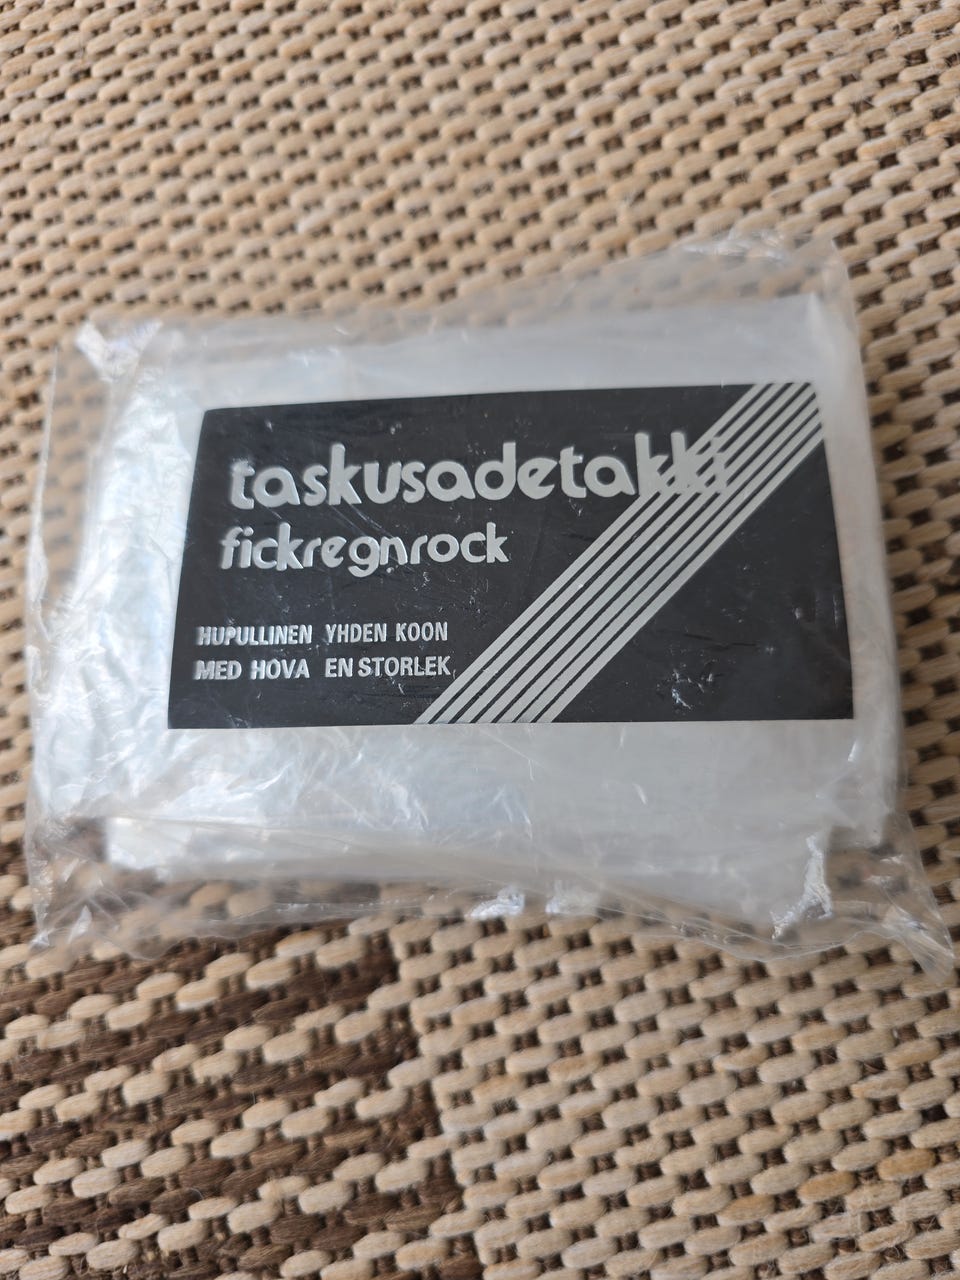 taskusadetakki
fickregnrock
HUPULLINEN YHDEN KOON
MED HOVA EN STORLEK